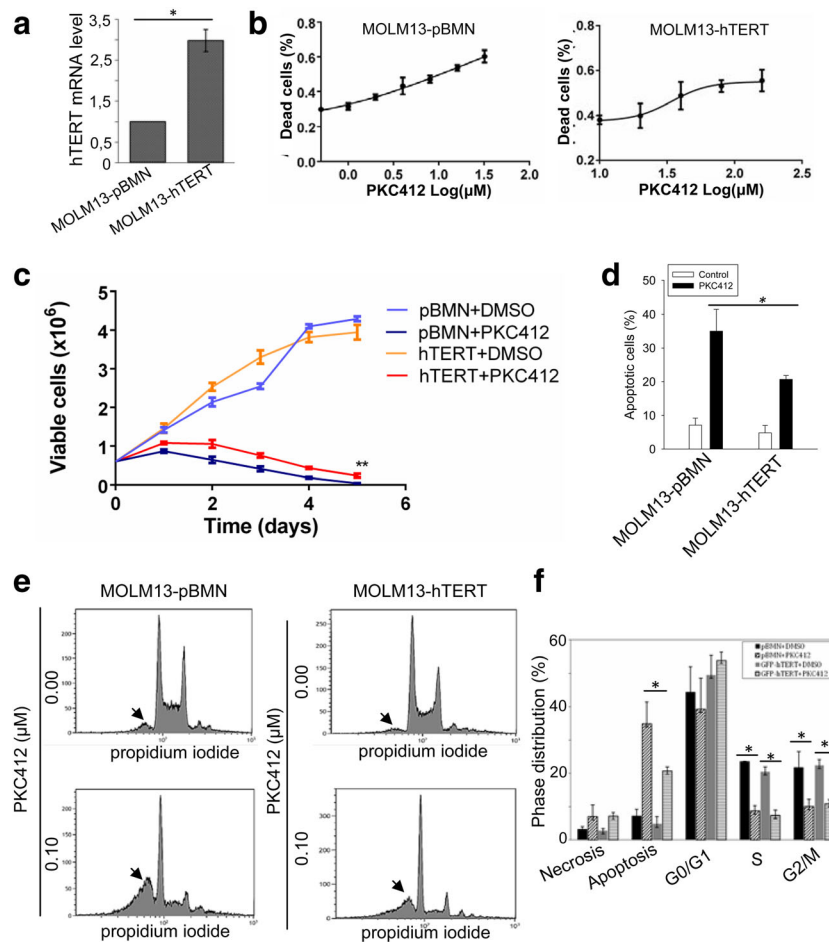 a
*
3,5
2,5
1,5
0,5
hTERT mRNA level
MOLM13-pBMN
MOLM13-hTERT
b
MOLM13-pBMN
Dead cells (%)
0.8
0.6
0.4
0.2
0.0
0.0
0.5
1.0
1.5
2.0
PKC412 Log(µM)
MOLM13-hTERT
Dead cells (%)
0.8
0.6
0.4
0.2
1.0
1.5
2.0
2.5
PKC412 Log(µM)
c
Viable cells (x10⁶)
5
4
3
2
1
0
0
2
4
6
Time (days)
pBMN+DMSO
pBMN+PKC412
hTERT+DMSO
hTERT+PKC412
**
d
Control
PKC412
*
Apoptotic cells (%)
50
40
30
20
10
0
MOLM13-pBMN
MOLM13-hTERT
e
MOLM13-pBMN
MOLM13-hTERT
PKC412 (µM)
0.00
0.10
propidium iodide
propidium iodide
PKC412 (µM)
0.00
0.10
propidium iodide
propidium iodide
f
Phase distribution (%)
60
40
20
0
pBMN+DMSO
pBMN+PKC412
GFP-hTERT+DMSO
GFP-hTERT+PKC412
*
*
*
*
*
Necrosis
Apoptosis
G0/G1
S
G2/M